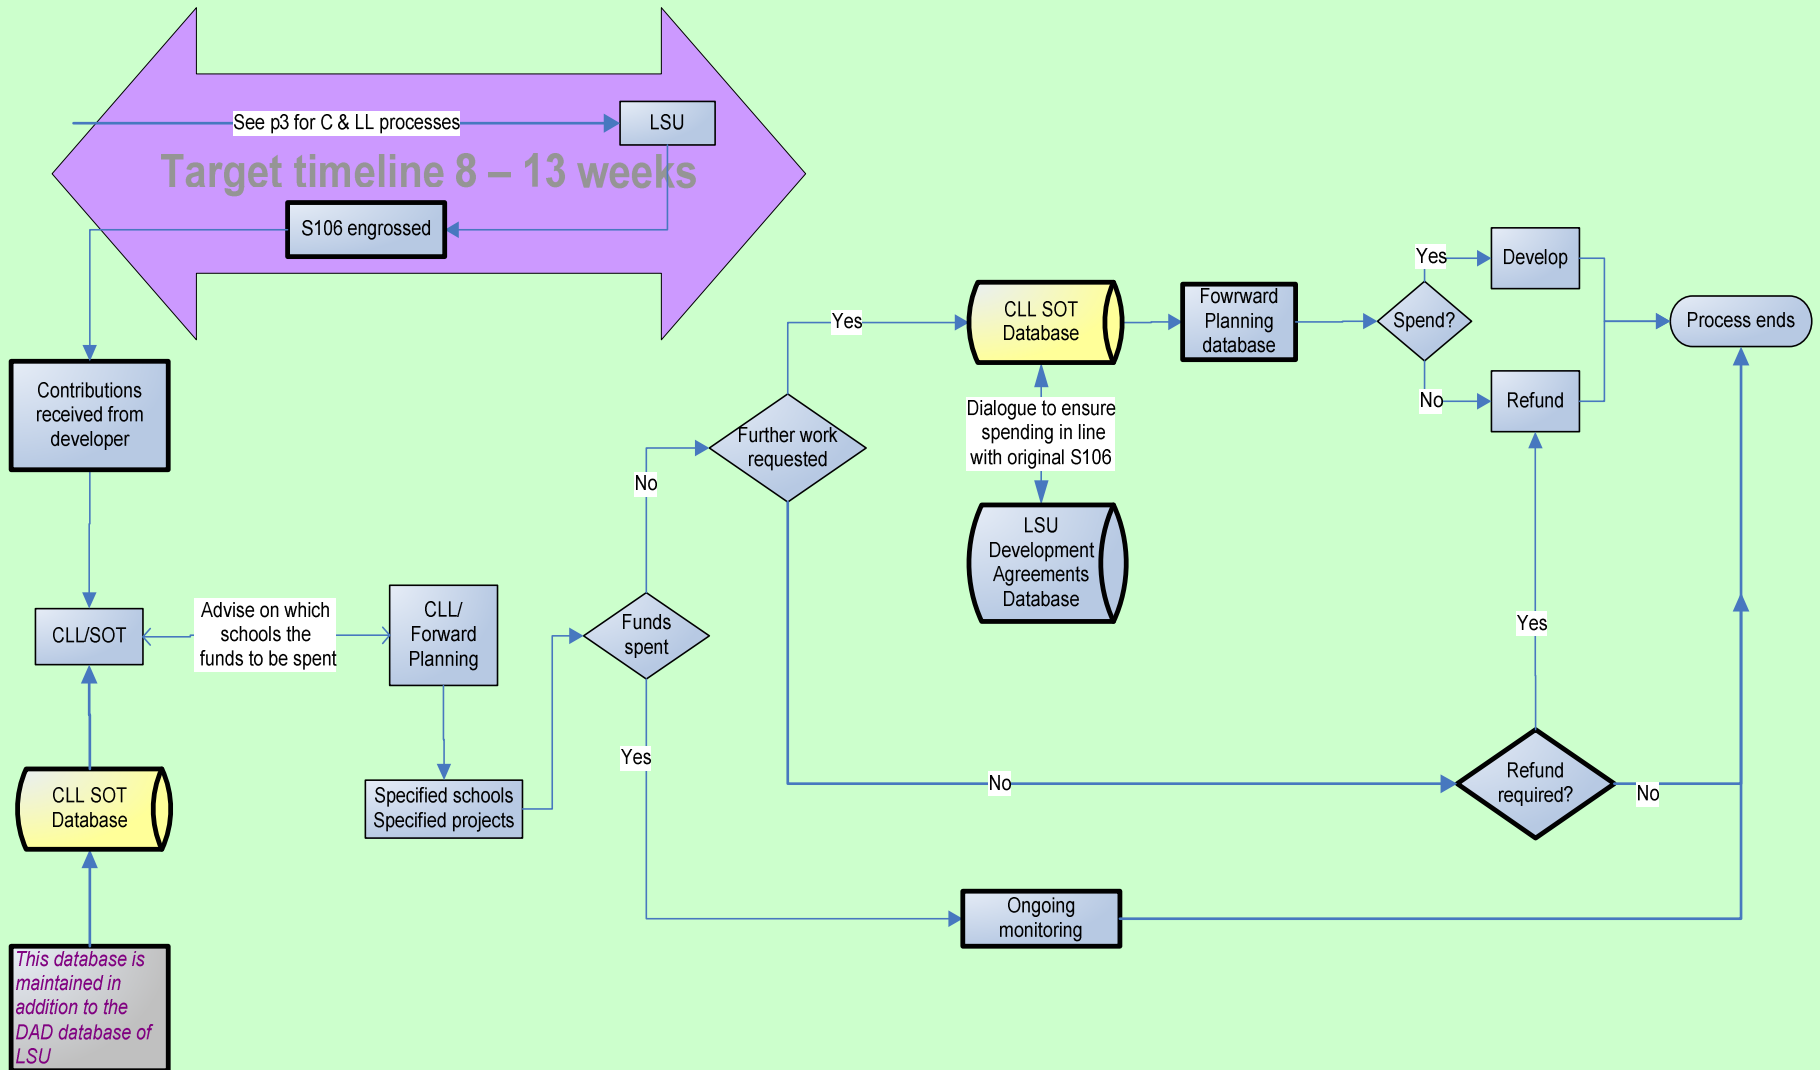 See p3 for C & LL processes
LSU
Target timeline 8 – 13 weeks
S106 engrossed
Contributions
received from
developer
CLL/SOT
Advise on which
schools the
funds to be spent
CLL/
Forward
Planning
CLL SOT
Database
This database is
maintained in
addition to the
DAD database of
LSU
Specified schools
Specified projects
Funds
spent
No
Yes
Further work
requested
Yes
No
CLL SOT
Database
Dialogue to ensure
spending in line
with original S106
LSU
Development
Agreements
Database
Fowrward
Planning
database
Spend?
Yes
No
Develop
Refund
Process ends
Yes
Refund
required?
No
Ongoing
monitoring